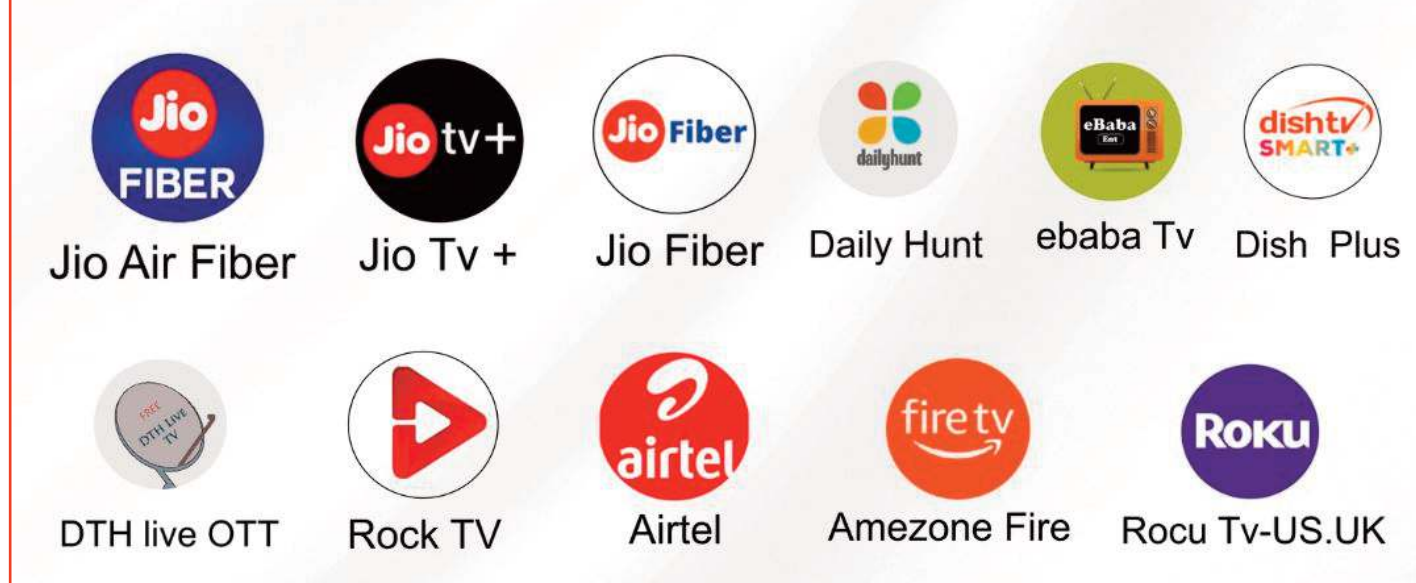 Jio
FIBER
Jio Air Fiber
Jio tv+
Jio Tv +
Jio Fiber
Jio Fiber
dailyhunt
Daily Hunt
eBaba
Ent
ebaba Tv
dishtv
SMART+
Dish Plus
FREE
DTH LIVE
TV
DTH live OTT
Rock TV
airtel
Airtel
firetv
Amezone Fire
ROKU
Rocu Tv-US.UK